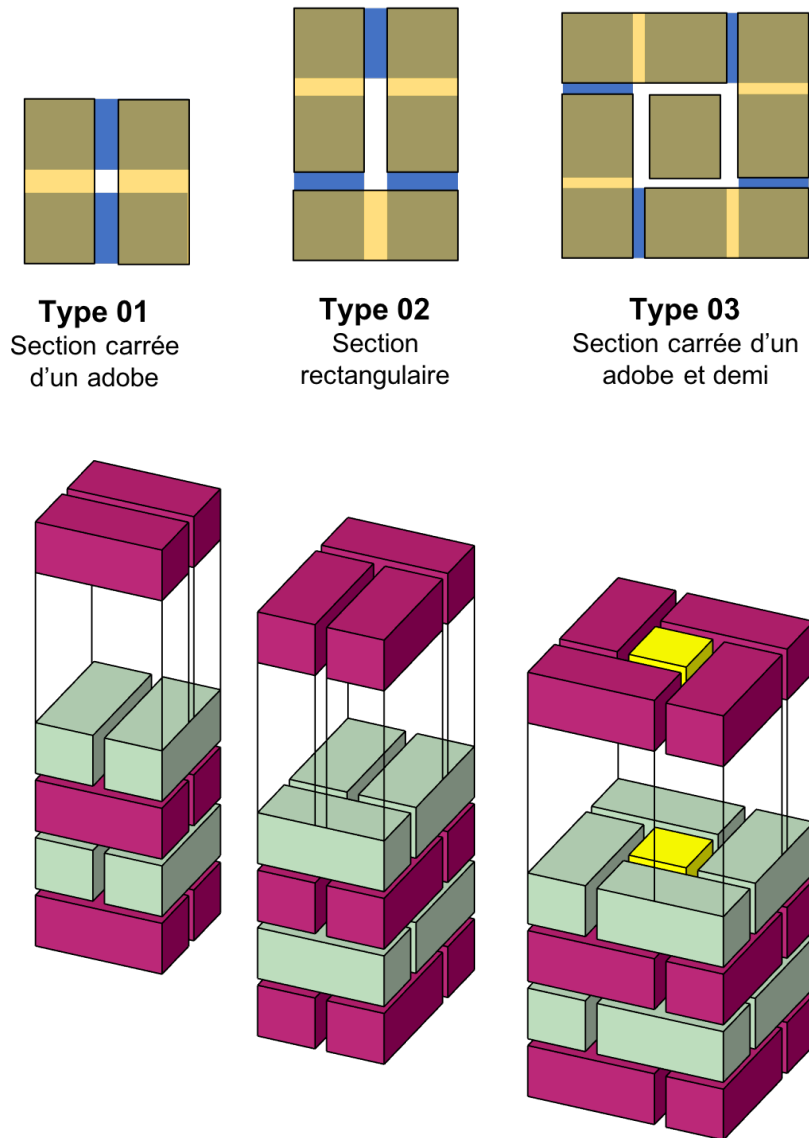 Type 01
Section carrée
d'un adobe
Type 02
Section
rectangulaire
Type 03
Section carrée d'un
adobe et demi